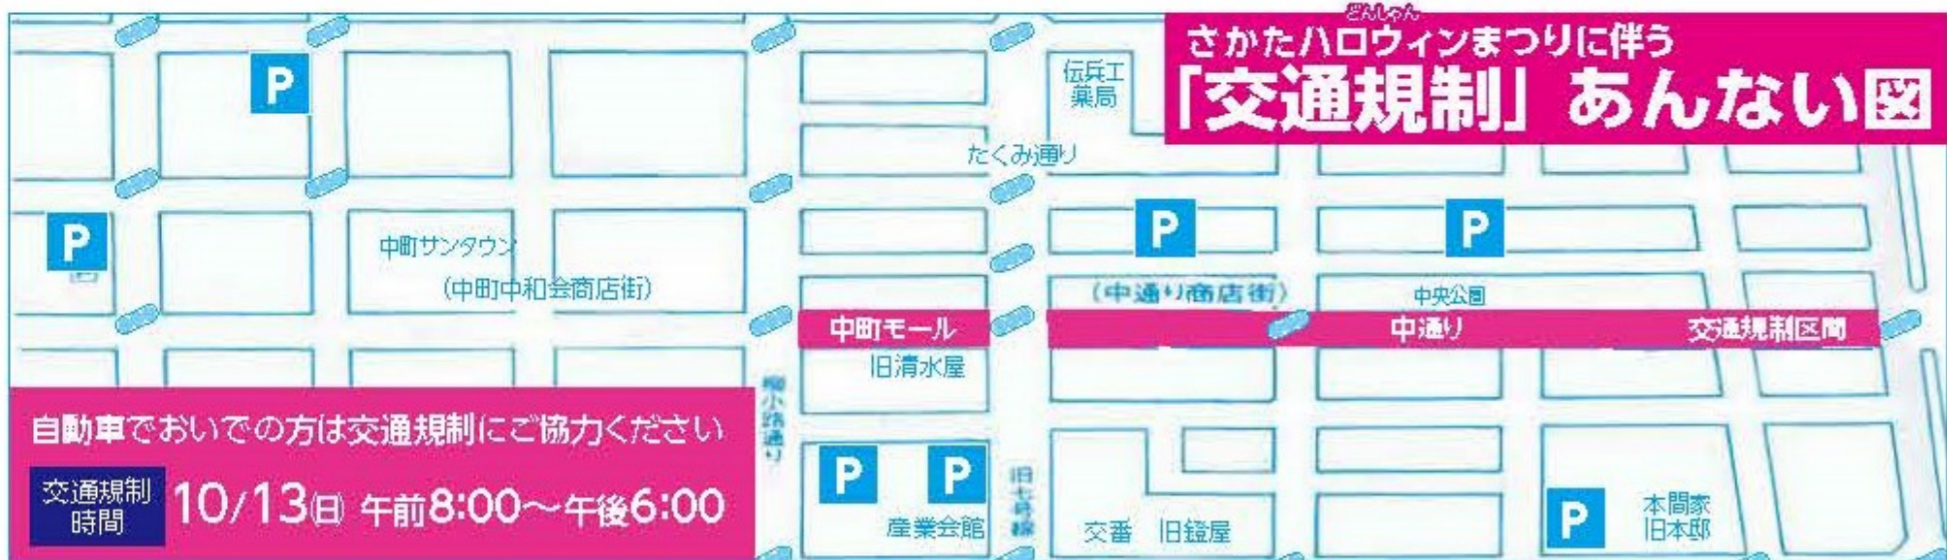 どんしゃん
さかたハロウィンまつりに伴う
「交通規制」あんない図
P
伝兵工
薬局
たくみ通り
P
P
P
中町サンタウン
(中町中和会商店街)
(中通り商店街)
中央公園
中町モール
中通り
交通規制区間
旧清水屋
柳小路通り
自動車でおいでの方は交通規制にご協力ください
交通規制
時間
10/13(日) 午前8:00～午後6:00
P
P
産業会館
旧七号線
交番
旧鐙屋
P
本間家
旧本邸